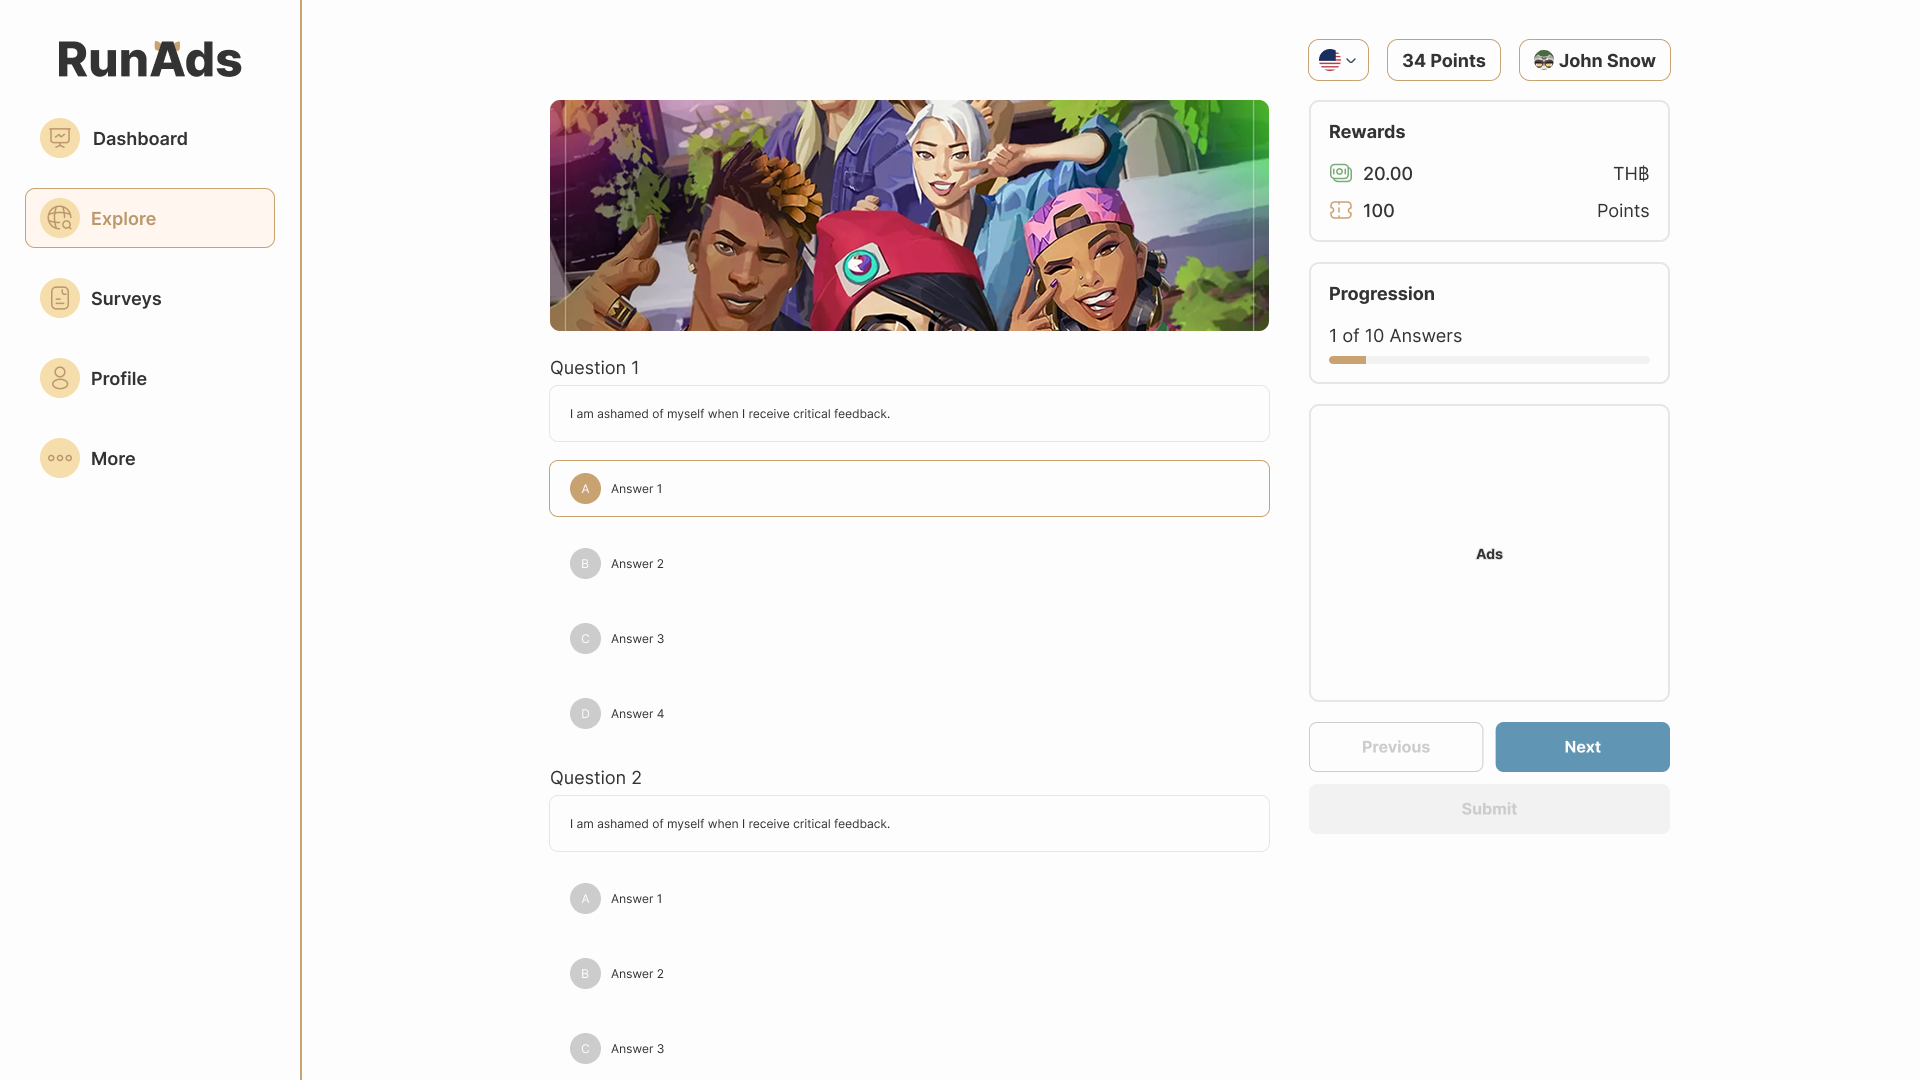 RunAds
Dashboard
Explore
Surveys
Profile
More
34 Points
John Snow
Question 1
I am ashamed of myself when I receive critical feedback.
A Answer 1
B Answer 2
C Answer 3
D Answer 4
Question 2
I am ashamed of myself when I receive critical feedback.
A Answer 1
B Answer 2
C Answer 3
Rewards
20.00 TH฿
100 Points
Progression
1 of 10 Answers
Ads
Previous
Next
Submit